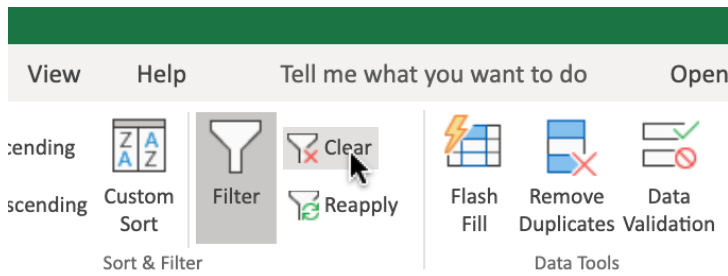 View Help Tell me what you want to do Open
cending Clear
scending Custom Sort Filter Reapply Flash Fill Remove Duplicates Data Validation
Sort & Filter Data Tools